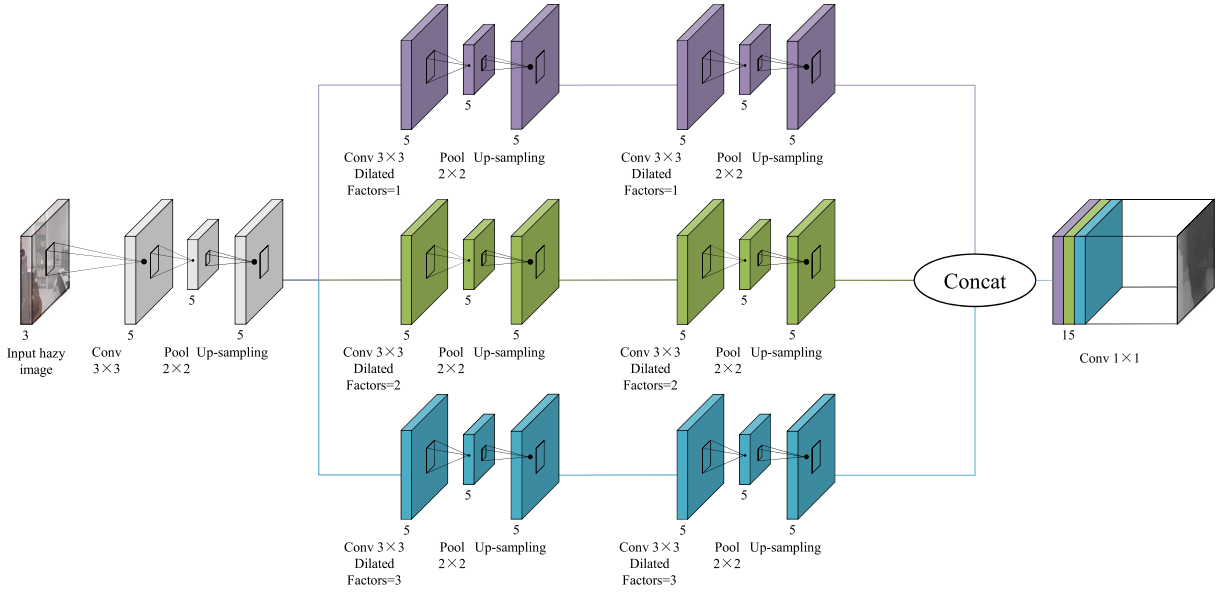 5
5
5
5
5
5
Conv 3×3
Pool
Up-sampling
Conv 3×3
Pool
Up-sampling
Dilated
2×2
Dilated
2×2
Factors=1
Factors=1
3
5
5
5
Input hazy
image
Conv
3×3
Pool
2×2
Up-sampling
5
5
5
5
5
5
Conv 3×3
Pool
Up-sampling
Conv 3×3
Pool
Up-sampling
Dilated
2×2
Dilated
2×2
Factors=2
Factors=2
Concat
15
Conv 1×1
5
5
5
5
5
5
Conv 3×3
Pool
Up-sampling
Conv 3×3
Pool
Up-sampling
Dilated
2×2
Dilated
2×2
Factors=3
Factors=3